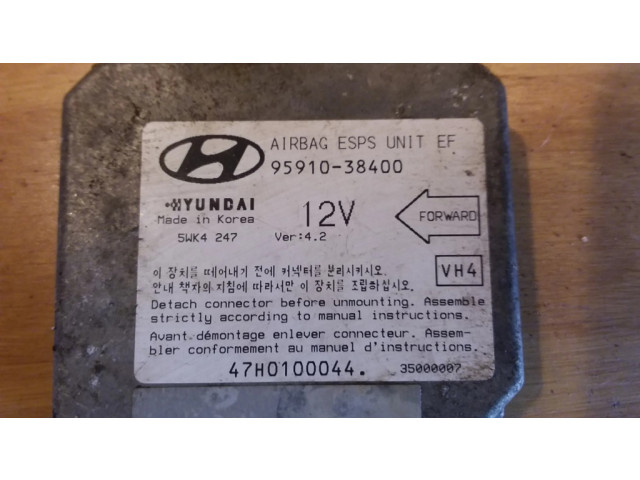 AIRBAG ESPS UNIT EF
95910-38400
HYUNDAI
Made in Korea
12V
FORWARD
5WK4 247
Ver:4.2
VH4
이 장치를 떼어내기 전에 커넥터를 분리시키시오.
안내 책자의 지침에 따라서만 이 장치를 조립하십시오.
Detach connector before unmounting. Assemble
strictly according to manual instructions.
Avant démontage enlever connecteur. Assem-
bler conformement au manuel d'instructions.
47H0100044.
35000007